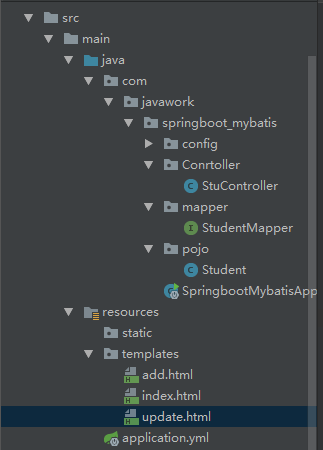 src
main
java
com
javawork
springboot_mybatis
config
Conrtoller
StuController
mapper
StudentMapper
pojo
Student
SpringbootMybatisApp
resources
static
templates
add.html
index.html
update.html
application.yml